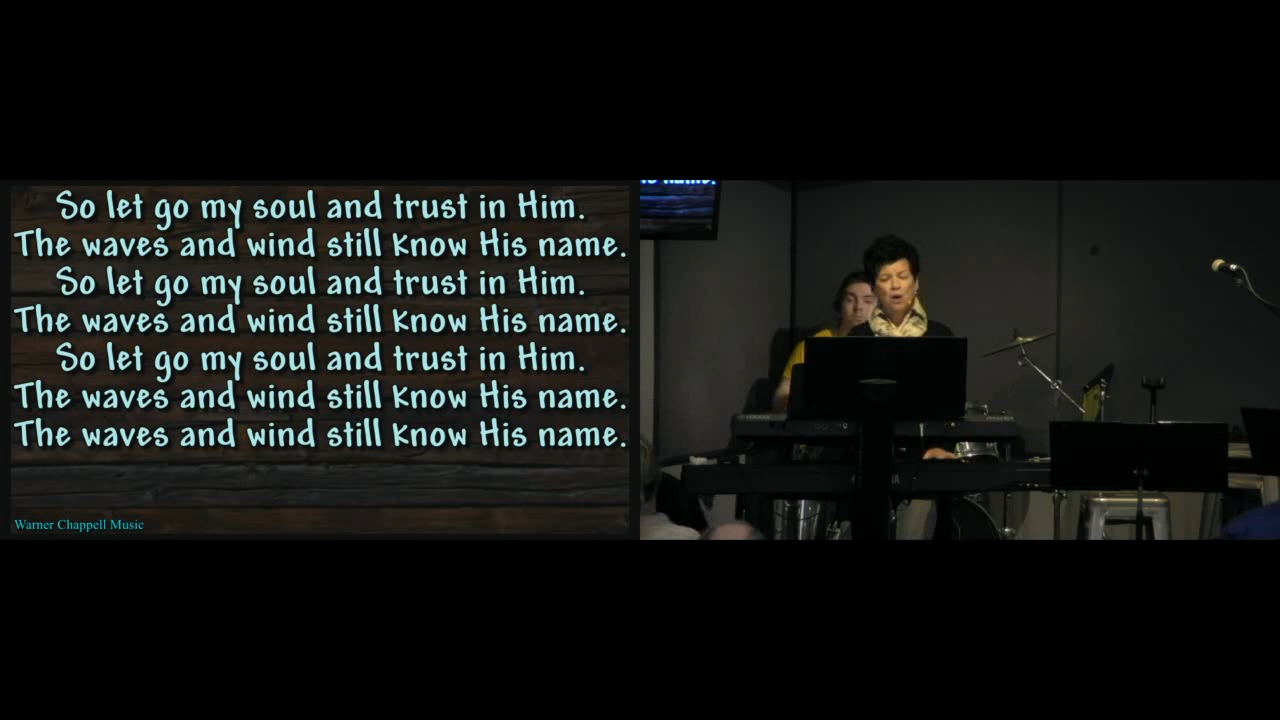 So let go my soul and trust in Him.
The waves and wind still know His name.
So let go my soul and trust in Him.
The waves and wind still know His name.
So let go my soul and trust in Him.
The waves and wind still know His name.
The waves and wind still know His name.
Warner Chappell Music
name.